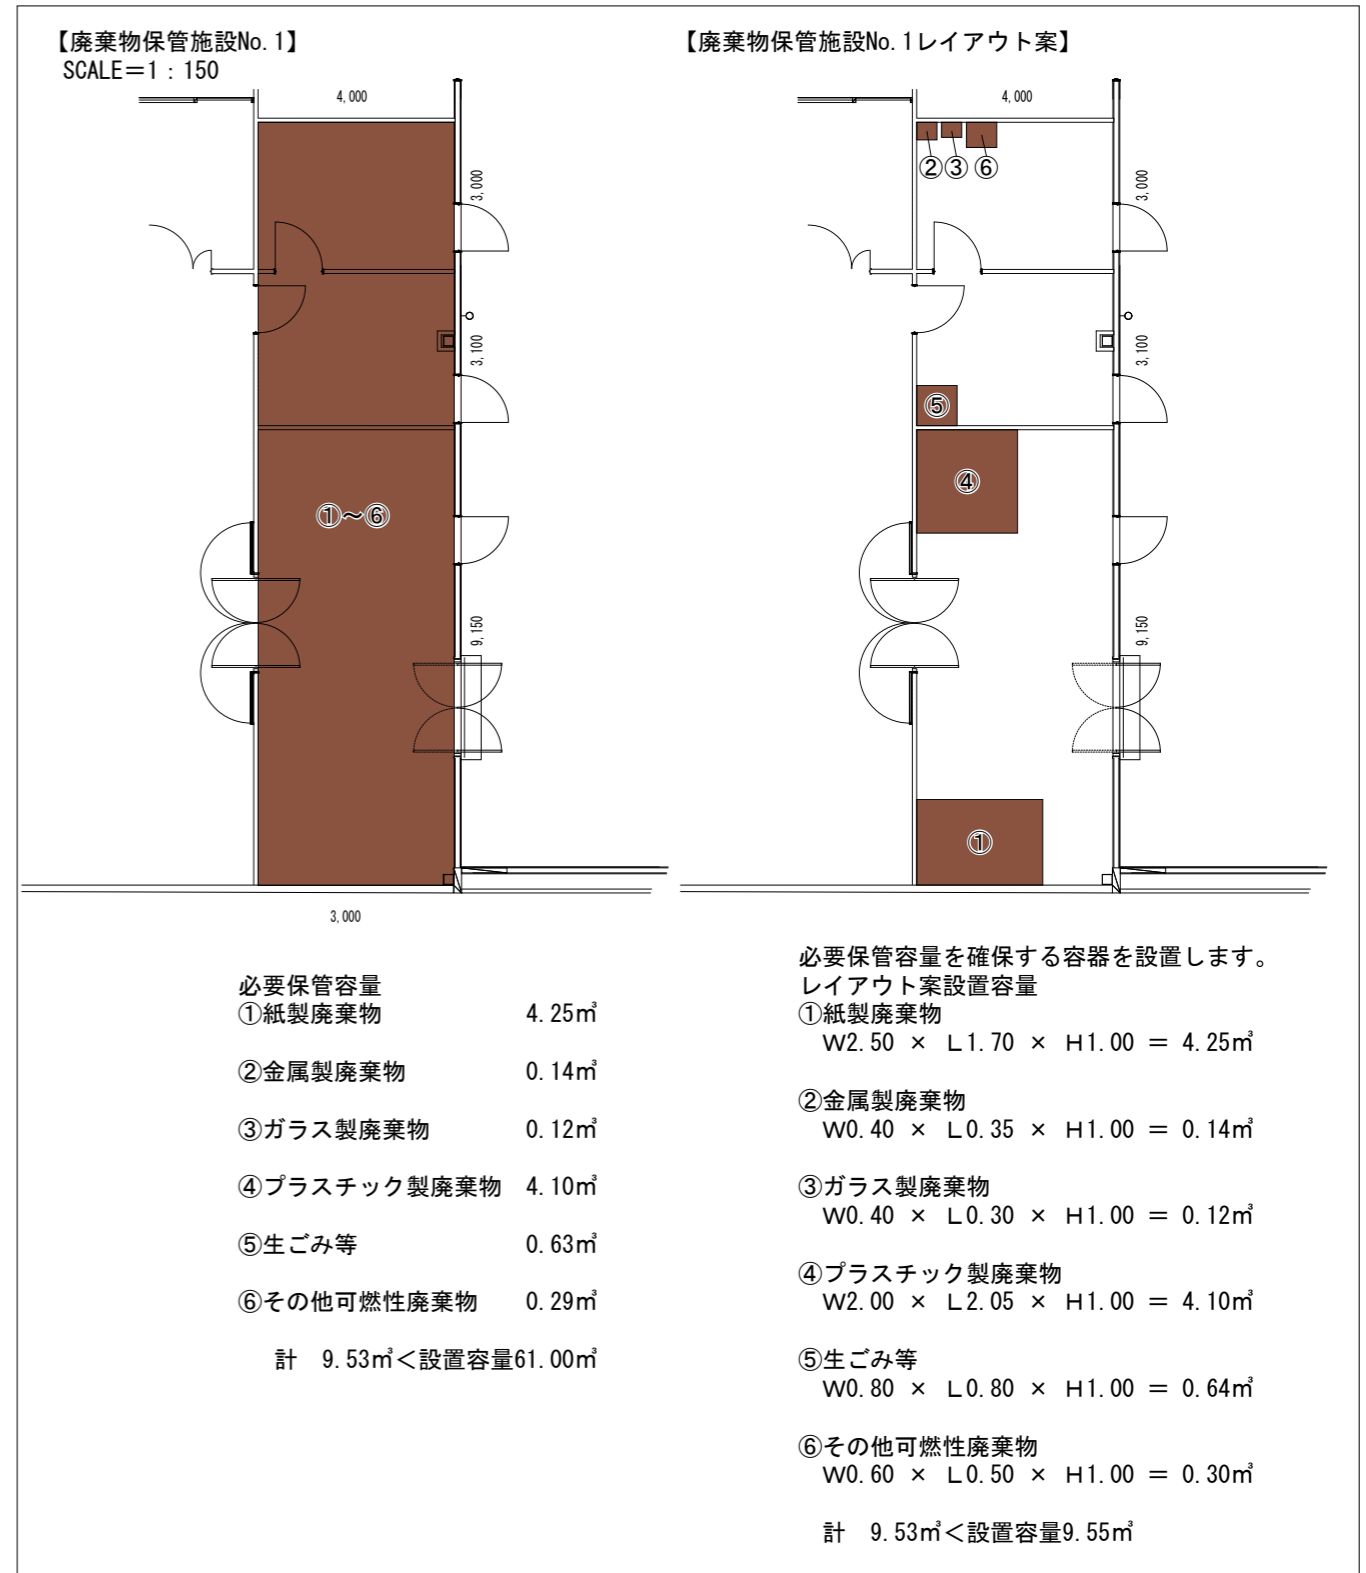 【廃棄物保管施設No.1】
SCALE＝1：150
4,000
3,000
3,100
①～⑥
9,150
3,000
必要保管容量
①紙製廃棄物 4.25㎥
②金属製廃棄物 0.14㎥
③ガラス製廃棄物 0.12㎥
④プラスチック製廃棄物 4.10㎥
⑤生ごみ等 0.63㎥
⑥その他可燃性廃棄物 0.29㎥
計 9.53㎥＜設置容量61.00㎥
【廃棄物保管施設No.1レイアウト案】
4,000
②③⑥
3,000
3,100
⑤
④
9,150
①
必要保管容量を確保する容器を設置します。
レイアウト案設置容量
①紙製廃棄物
W2.50 × L1.70 × H1.00 ＝ 4.25㎥
②金属製廃棄物
W0.40 × L0.35 × H1.00 ＝ 0.14㎥
③ガラス製廃棄物
W0.40 × L0.30 × H1.00 ＝ 0.12㎥
④プラスチック製廃棄物
W2.00 × L2.05 × H1.00 ＝ 4.10㎥
⑤生ごみ等
W0.80 × L0.80 × H1.00 ＝ 0.64㎥
⑥その他可燃性廃棄物
W0.60 × L0.50 × H1.00 ＝ 0.30㎥
計 9.53㎥＜設置容量9.55㎥